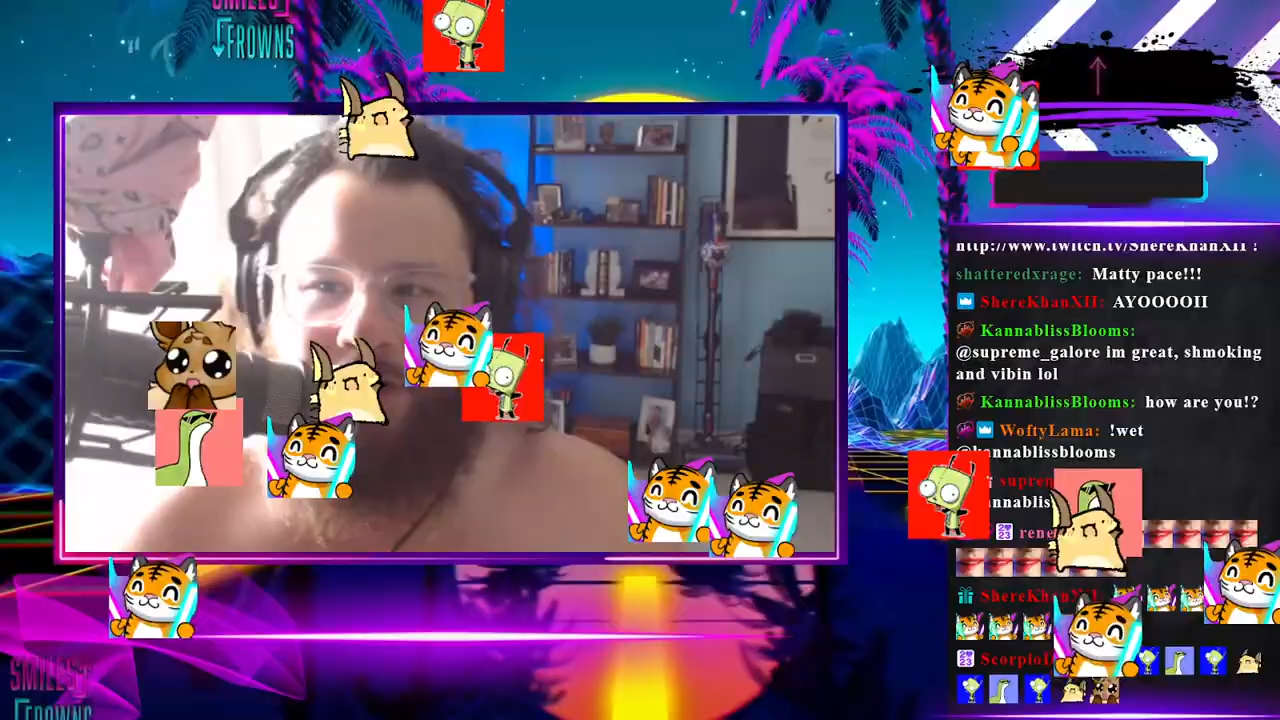 SMILES
FROWNS
http://www.twitch.tv/ShereKhanXII !
shatteredxrage: Matty pace!!!
ShereKhanXII: AYOOOOII
KannablissBlooms:
@supreme_galore im great, shmoking
and vibin lol
KannablissBlooms: how are you!?
WoftyLama: !wet
@kannablissblooms
SMILES
FROWNS